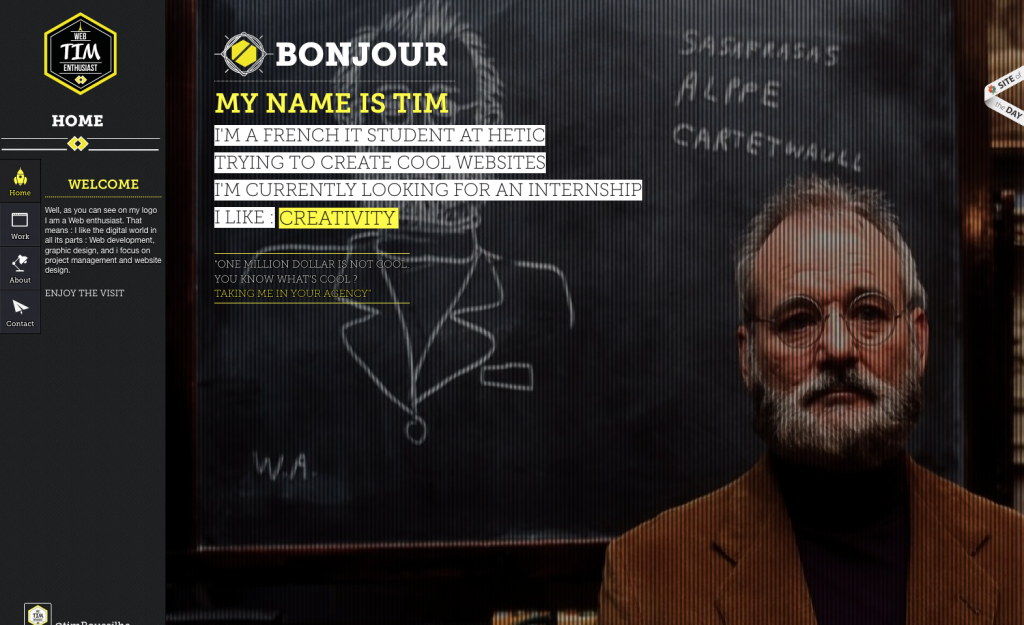 WEB
TIM
ENTHUSIAST
HOME
Home
Work
About
Contact
WELCOME
Well, as you can see on my logo
I am a Web enthusiast. That
means : I like the digital world in
all its parts : Web development,
graphic design, and i focus on
project management and website
design.
ENJOY THE VISIT
TIM
BONJOUR
MY NAME IS TIM
I'M A FRENCH IT STUDENT AT HETIC
TRYING TO CREATE COOL WEBSITES
I'M CURRENTLY LOOKING FOR AN INTERNSHIP
I LIKE : CREATIVITY
"ONE MILLION DOLLAR IS NOT COOL
YOU KNOW WHAT'S COOL ?
TAKING ME IN YOUR AGENCY"
SASAPRASAS
ALPPE
CARTETWAULL
W.A.
SITE of
the DAY